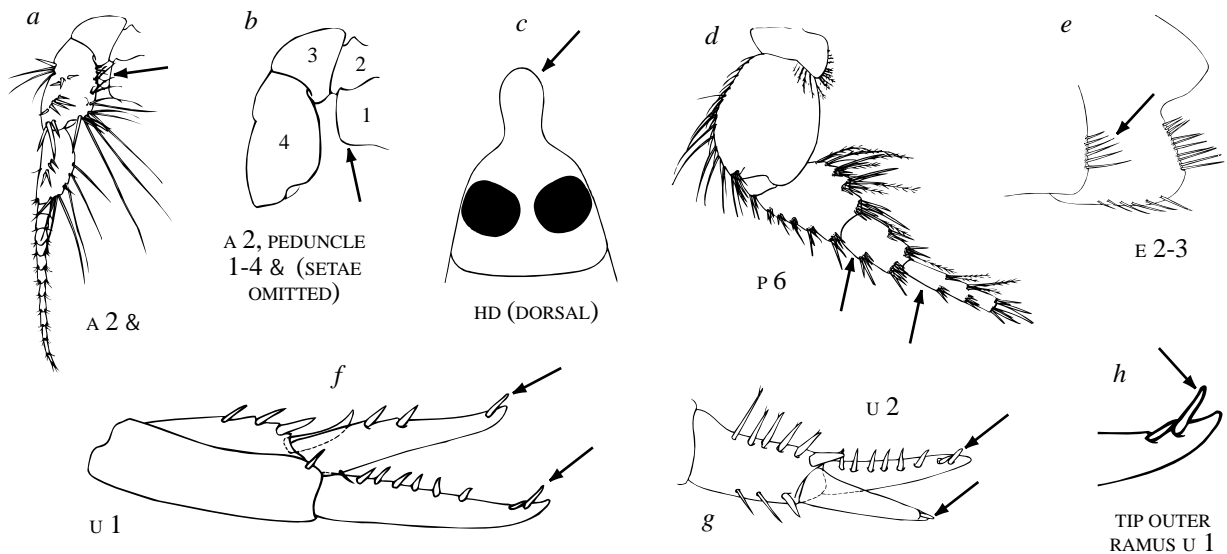 a
b
c
d
e
3
2
1
4
A 2, PEDUNCLE
1-4 & (SETAE
OMITTED)
A 2 &
HD (DORSAL)
P 6
E 2-3
f
U 1
U 2
g
h
TIP OUTER
RAMUS U 1